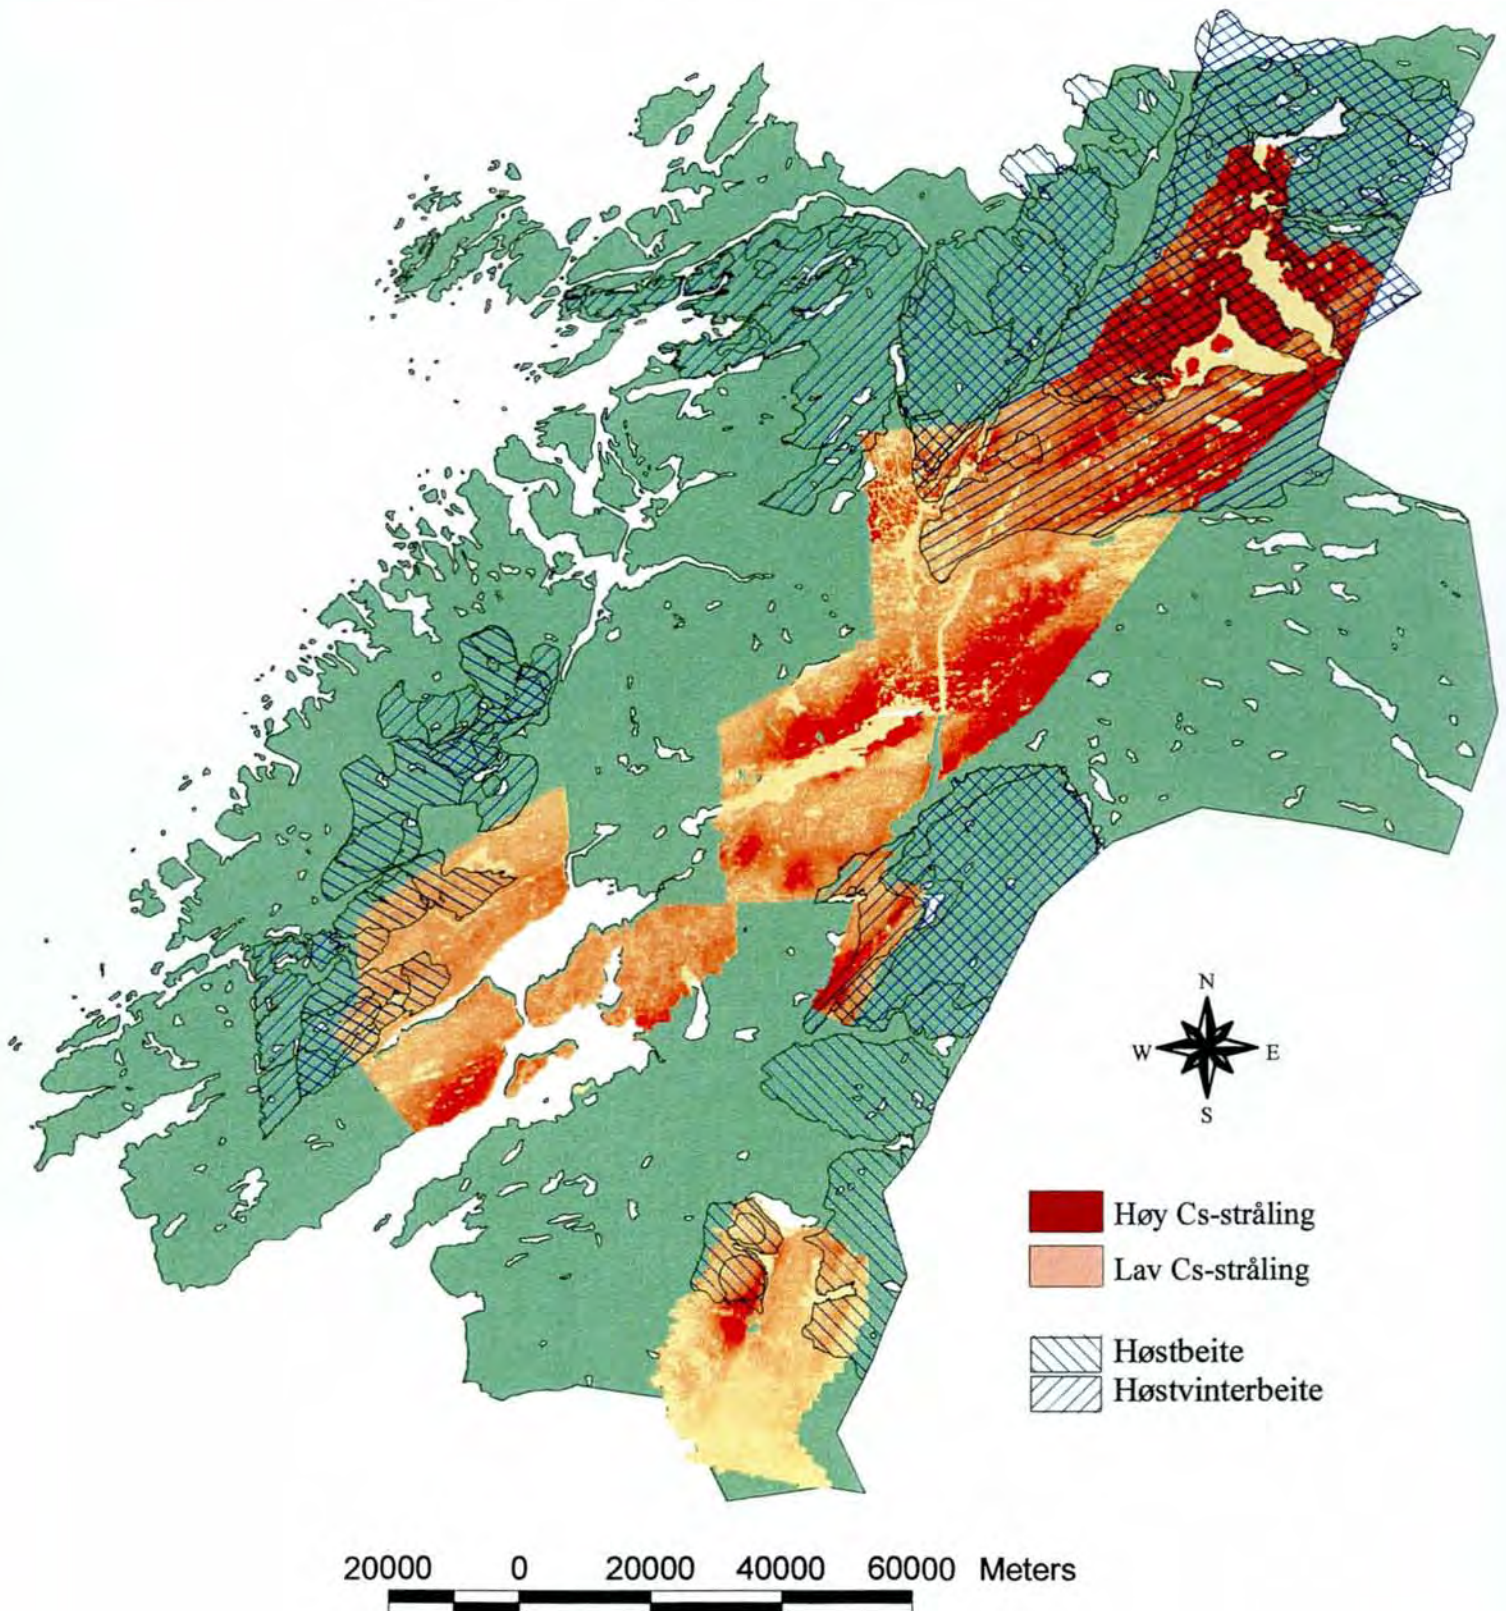 N
W E
S
Høy Cs-stråling
Lav Cs-stråling
Høstbeite
Høstvinterbeite
20000 0 20000 40000 60000 Meters